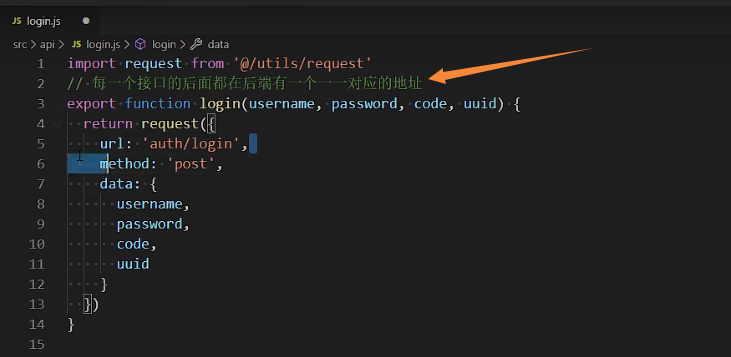 JS login.js
src > api > JS login.js > login > data
1 import request from '@/utils/request'
2 // 每一个接口的后面都在后端有一个一一对应的地址
3 export function login(username, password, code, uuid) {
4 return request({
5 url: 'auth/login',
6 method: 'post',
7 data: {
8 username,
9 password,
10 code,
11 uuid
12 }
13 })
14 }
15